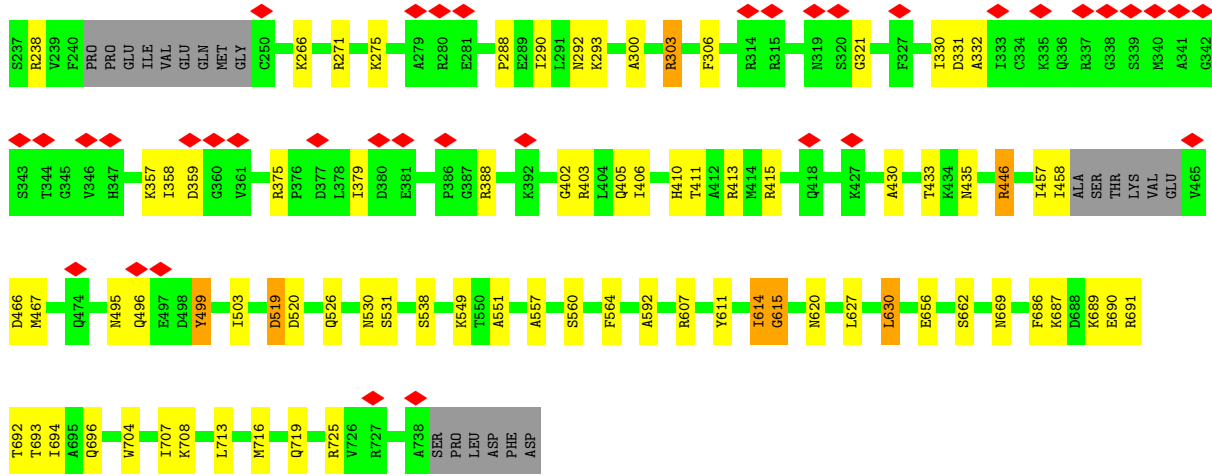 S237 R238 V239 F240 PRO PRO GLU ILE VAL GLU GLN MET GLY C250 K266 R271 K275 A279 R280 E281 P288 E289 I290 L291 N292 K293 A300 R303 F306 R314 R315 N319 S320 G321 F327 I330 D331 A332 I333 C334 K335 Q336 R337 G338 S339 M340 A341 G342
S343 T344 G345 V346 H347 K357 I358 D359 G360 V361 R375 P376 D377 L378 I379 D380 E381 P386 G387 R388 K392 G402 R403 L404 Q405 I406 H410 T411 A412 R413 M414 R415 Q418 K427 A430 T433 K434 N435 R446 I457 I458 ALA SER THR LYS VAL GLU V465
D466 M467 Q474 N495 Q496 E497 D498 Y499 I503 D519 D520 Q526 N530 S531 S538 K549 T550 A551 A557 S560 F564 A592 R607 Y611 I614 G615 N620 L627 L630 E656 S662 N669 F686 K687 D688 K689 E690 R691
T692 T693 I694 A695 Q696 W704 I707 K708 L713 M716 Q719 R725 V726 R727 A738 SER PRO LEU ASP PHE ASP